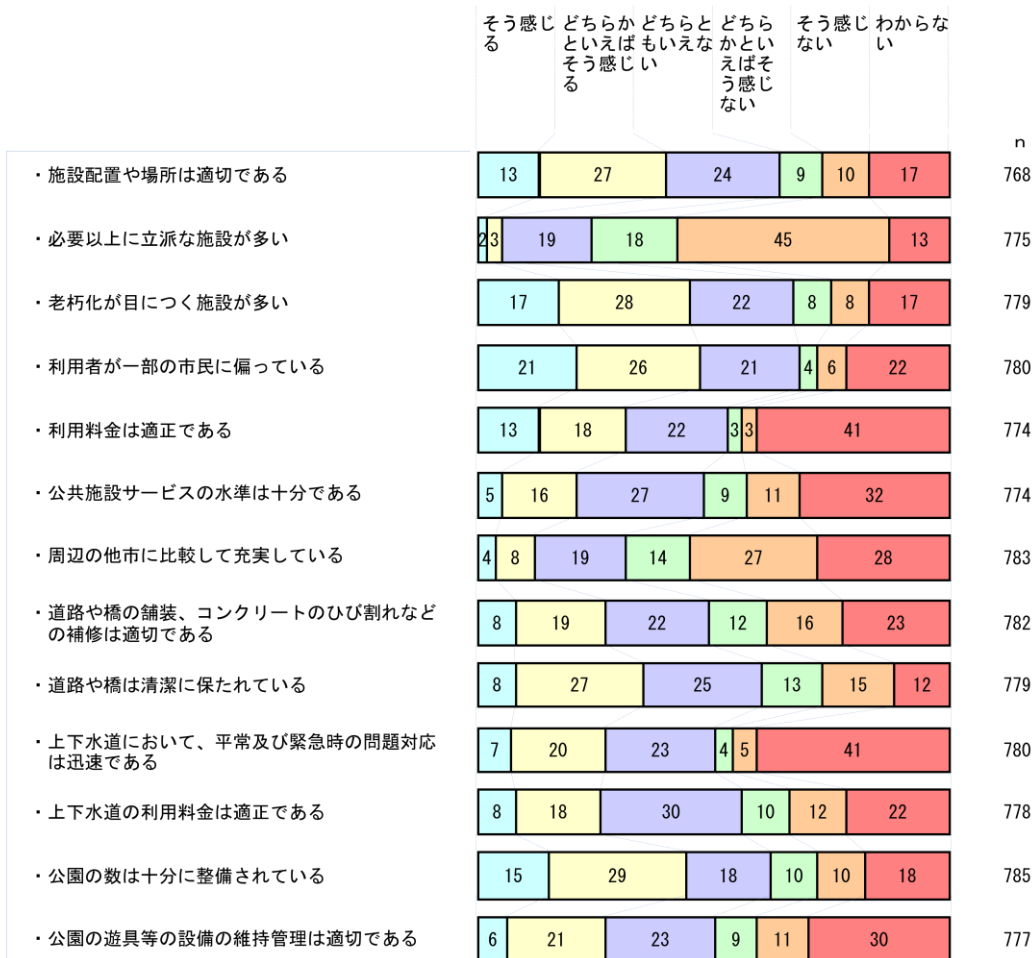 そう感じ
る
どちらか
といえば
そう感じ
る
どちらと
もいえな
い
どちら
かとい
えばそ
う感じ
ない
そう感じ
ない
わからな
い
n
・施設配置や場所は適切である 13 27 24 9 10 17 768
・必要以上に立派な施設が多い 2 3 19 18 45 13 775
・老朽化が目につく施設が多い 17 28 22 8 8 17 779
・利用者が一部の市民に偏っている 21 26 21 4 6 22 780
・利用料金は適正である 13 18 22 3 3 41 774
・公共施設サービスの水準は十分である 5 16 27 9 11 32 774
・周辺の他市に比較して充実している 4 8 19 14 27 28 783
・道路や橋の舗装、コンクリートのひび割れなど
の補修は適切である 8 19 22 12 16 23 782
・道路や橋は清潔に保たれている 8 27 25 13 15 12 779
・上下水道において、平常及び緊急時の問題対応
は迅速である 7 20 23 4 5 41 780
・上下水道の利用料金は適正である 8 18 30 10 12 22 778
・公園の数は十分に整備されている 15 29 18 10 10 18 785
・公園の遊具等の設備の維持管理は適切である 6 21 23 9 11 30 777